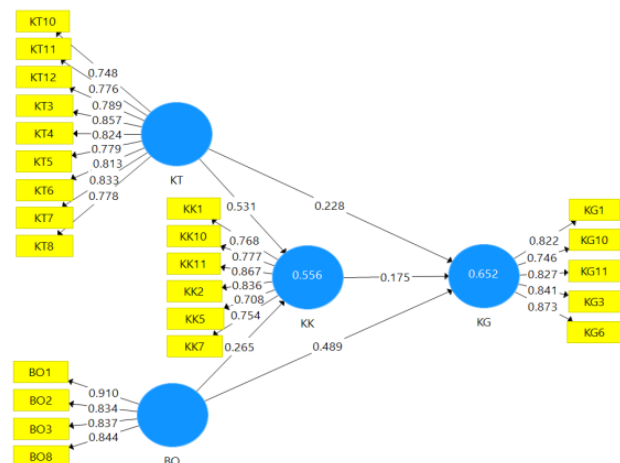 KT10
KT11
KT12
KT3
KT4
KT5
KT6
KT7
KT8
0.748
0.776
0.789
0.857
0.824
0.779
0.813
0.833
0.778
KT
0.531
0.228
KK1
KK10
KK11
KK2
KK5
KK7
0.768
0.777
0.867
0.836
0.708
0.754
0.556
KK
0.175
0.265
0.489
0.652
KG
0.822
0.746
0.827
0.841
0.873
KG1
KG10
KG11
KG3
KG6
BO1
BO2
BO3
BO8
0.910
0.834
0.837
0.844
BO